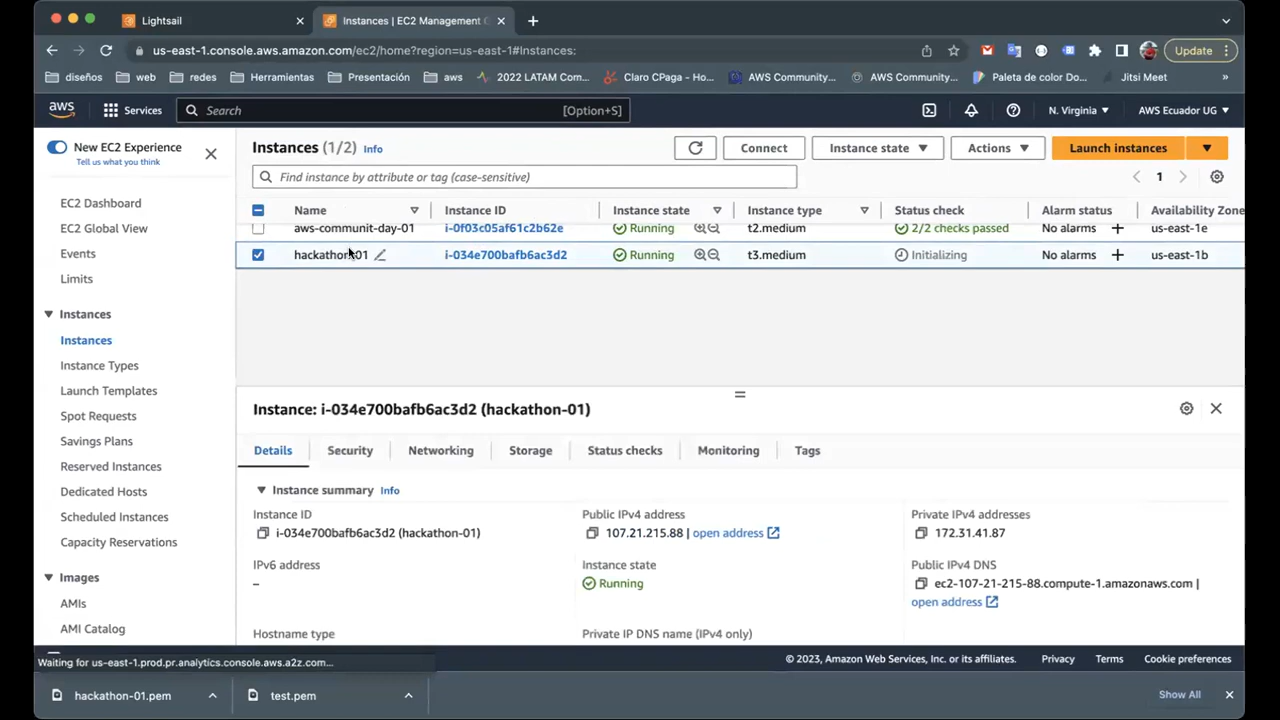 Lightsail
Instances | EC2 Management C
us-east-1.console.aws.amazon.com/ec2/home?region=us-east-1#Instances:
Update
diseños web redes Herramientas Presentación aws 2022 LATAM Com... Claro CPaga - Ho... AWS Community... AWS Community... Paleta de color Do... Jitsi Meet »
aws Services Search [Option+S] N. Virginia AWS Ecuador UG
New EC2 Experience
Tell us what you think
EC2 Dashboard
EC2 Global View
Events
Limits
Instances
Instances
Instance Types
Launch Templates
Spot Requests
Savings Plans
Reserved Instances
Dedicated Hosts
Scheduled Instances
Capacity Reservations
Images
AMIs
AMI Catalog
Instances (1/2) Info Connect Instance state Actions Launch instances
Find instance by attribute or tag (case-sensitive) 1
Name Instance ID Instance state Instance type Status check Alarm status Availability Zone
aws-communit-day-01 i-0f03c05af61c2b62e Running t2.medium 2/2 checks passed No alarms + us-east-1e
hackathon-01 i-034e700bafb6ac3d2 Running t3.medium Initializing No alarms + us-east-1b
Instance: i-034e700bafb6ac3d2 (hackathon-01)
Details Security Networking Storage Status checks Monitoring Tags
Instance summary Info
Instance ID
i-034e700bafb6ac3d2 (hackathon-01)
Public IPv4 address
107.21.215.88 | open address
Private IPv4 addresses
172.31.41.87
IPv6 address
–
Instance state
Running
Public IPv4 DNS
ec2-107-21-215-88.compute-1.amazonaws.com |
open address
Hostname type
Private IP DNS name (IPv4 only)
Waiting for us-east-1.prod.pr.analytics.console.aws.a2z.com...
© 2023, Amazon Web Services, Inc. or its affiliates. Privacy Terms Cookie preferences
hackathon-01.pem test.pem Show All